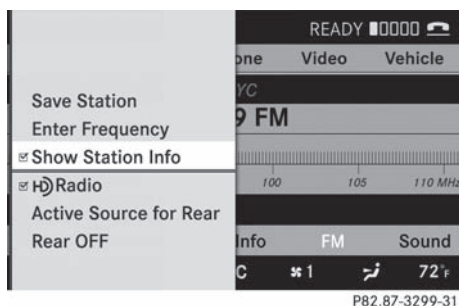 READY
one Video Vehicle
YC
Save Station
9 FM
Enter Frequency
Show Station Info
HD Radio
100 105 110 MHz
Active Source for Rear
Rear OFF
Info FM Sound
C 1 72°F
P82.87-3299-31